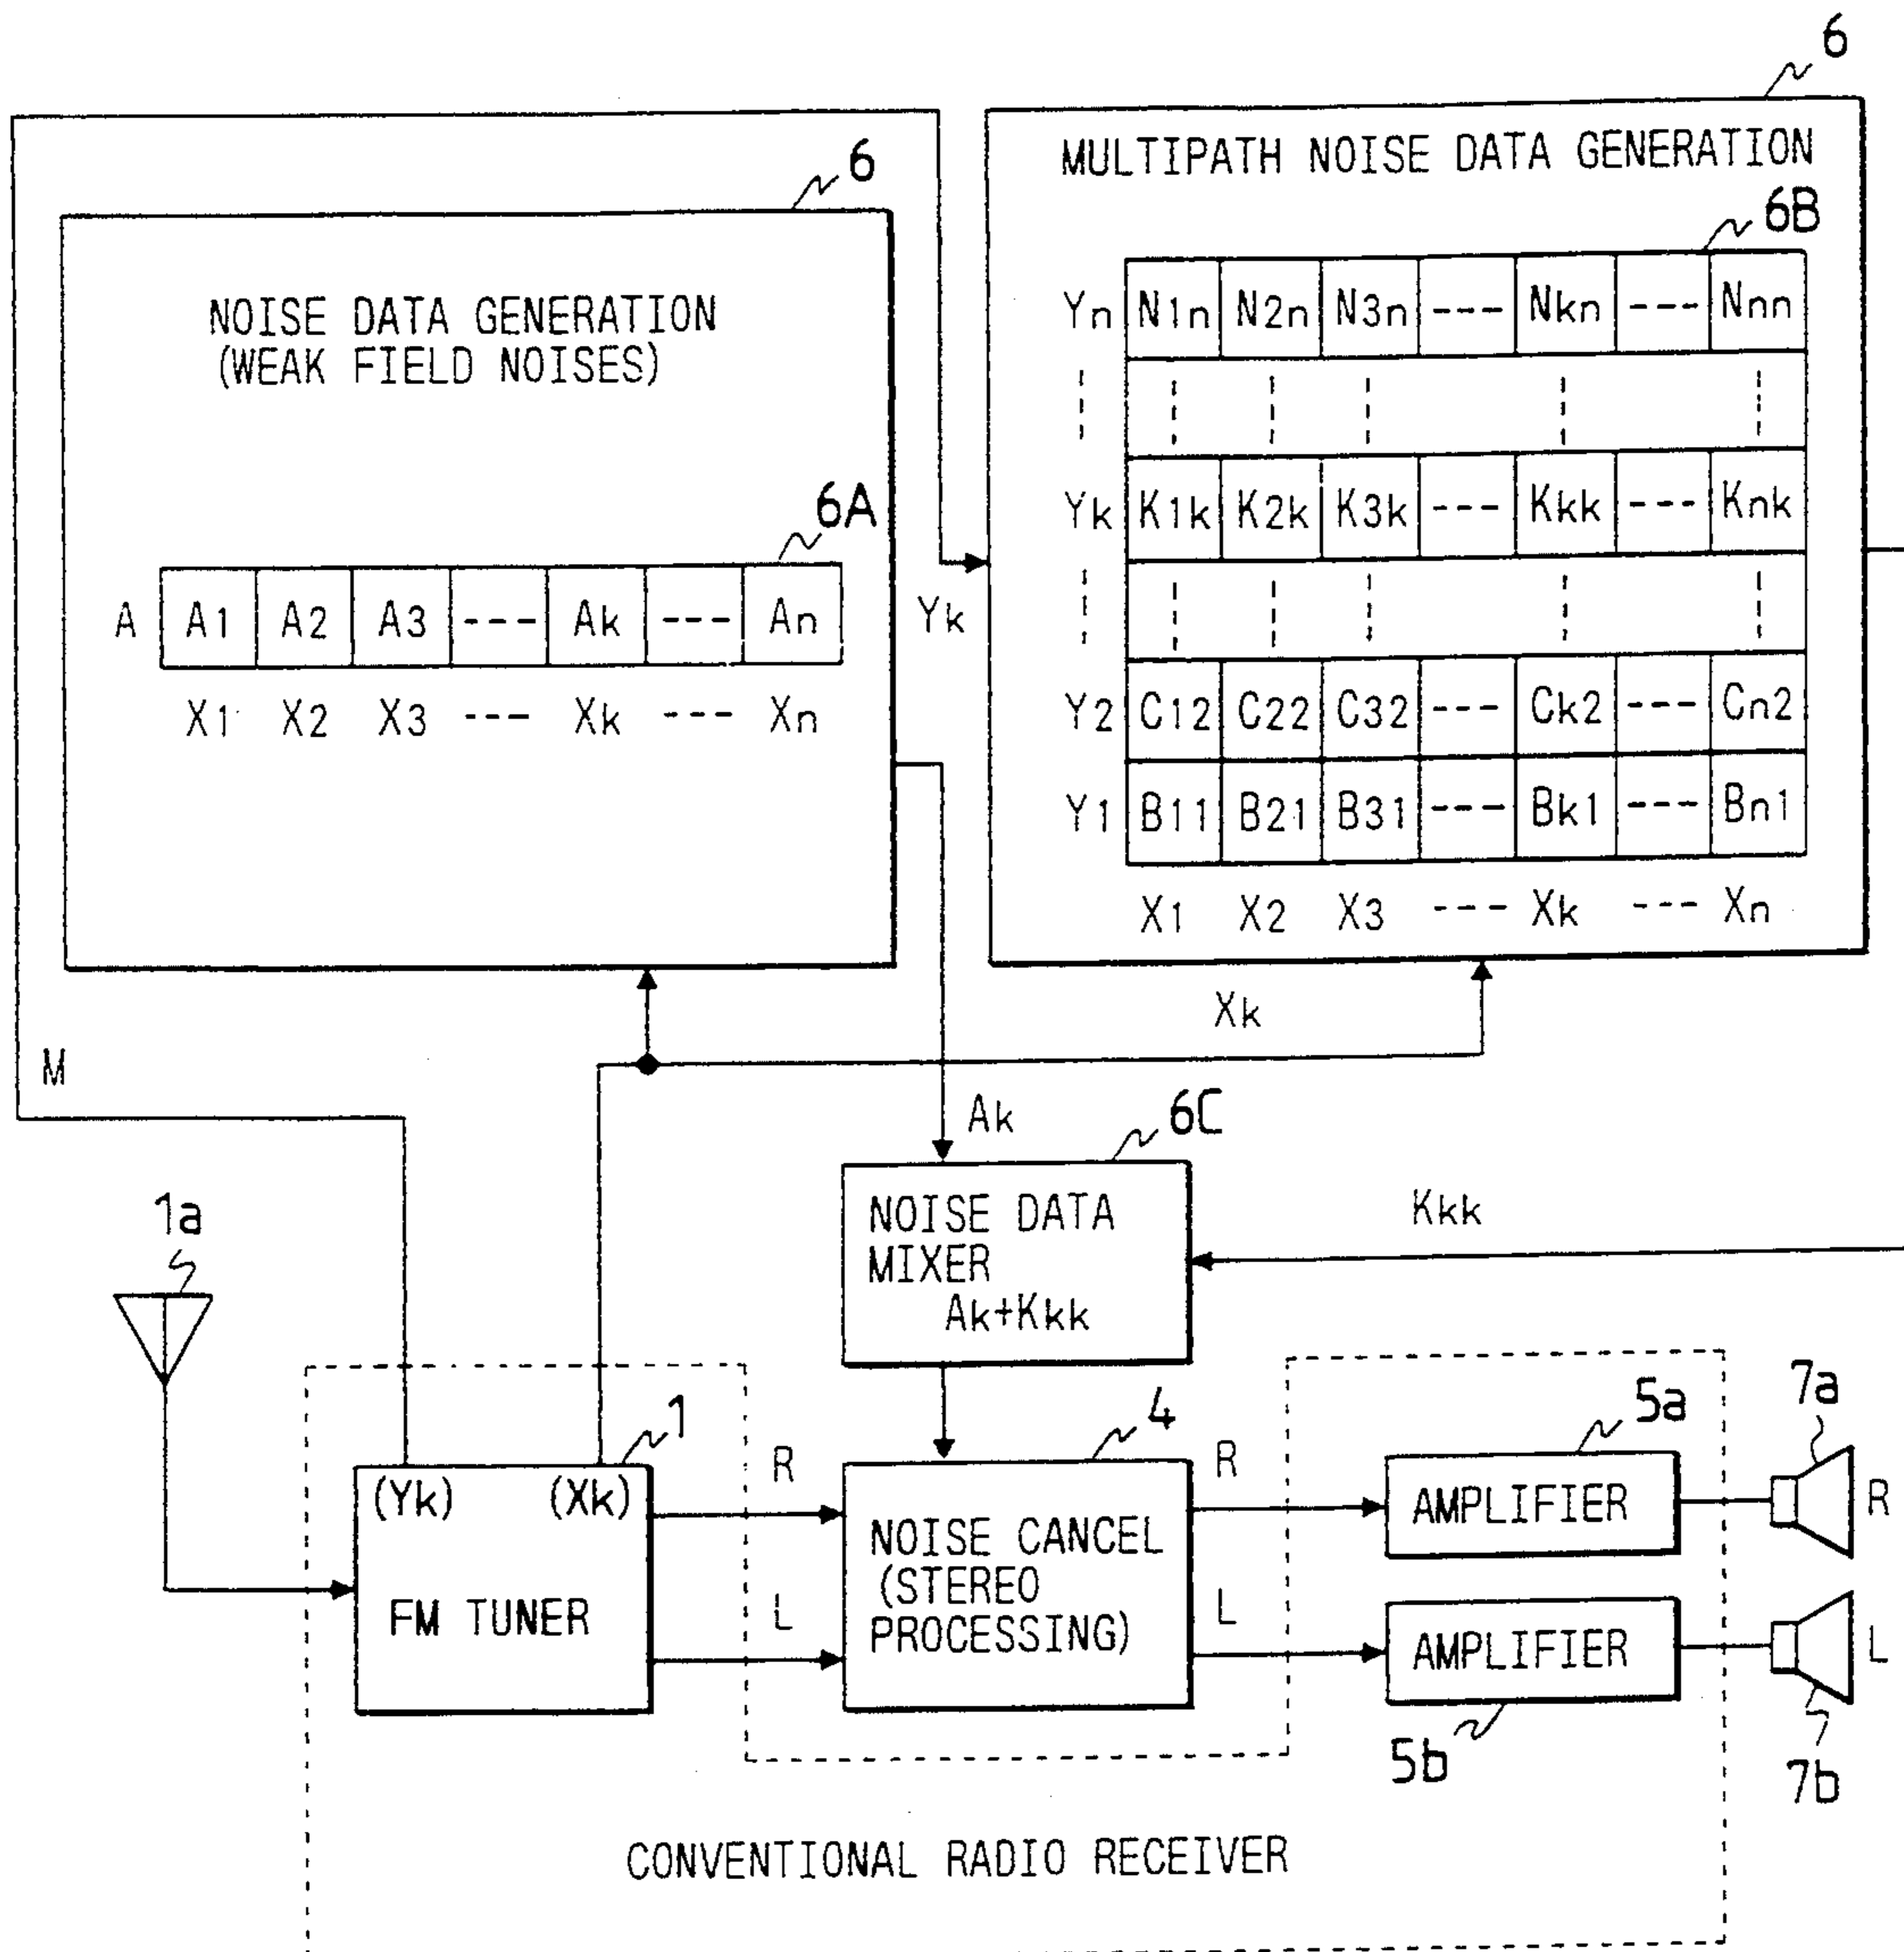 6
MULTIPATH NOISE DATA GENERATION
6B
Yn N1n N2n N3n --- Nkn --- Nnn
Yk K1k K2k K3k --- Kkk --- Knk
Y2 C12 C22 C32 --- Ck2 --- Cn2
Y1 B11 B21 B31 --- Bk1 --- Bn1
X1 X2 X3 --- Xk --- Xn
6
NOISE DATA GENERATION
(WEAK FIELD NOISES)
6A
A A1 A2 A3 --- Ak --- An
X1 X2 X3 --- Xk --- Xn
Yk
Xk
M
Ak
6C
NOISE DATA
MIXER
Ak+Kkk
Kkk
1a
1
(Yk) (Xk)
FM TUNER
R
L
4
NOISE CANCEL
(STEREO
PROCESSING)
R
L
5a
AMPLIFIER
7a
R
AMPLIFIER
5b
L
7b
CONVENTIONAL RADIO RECEIVER